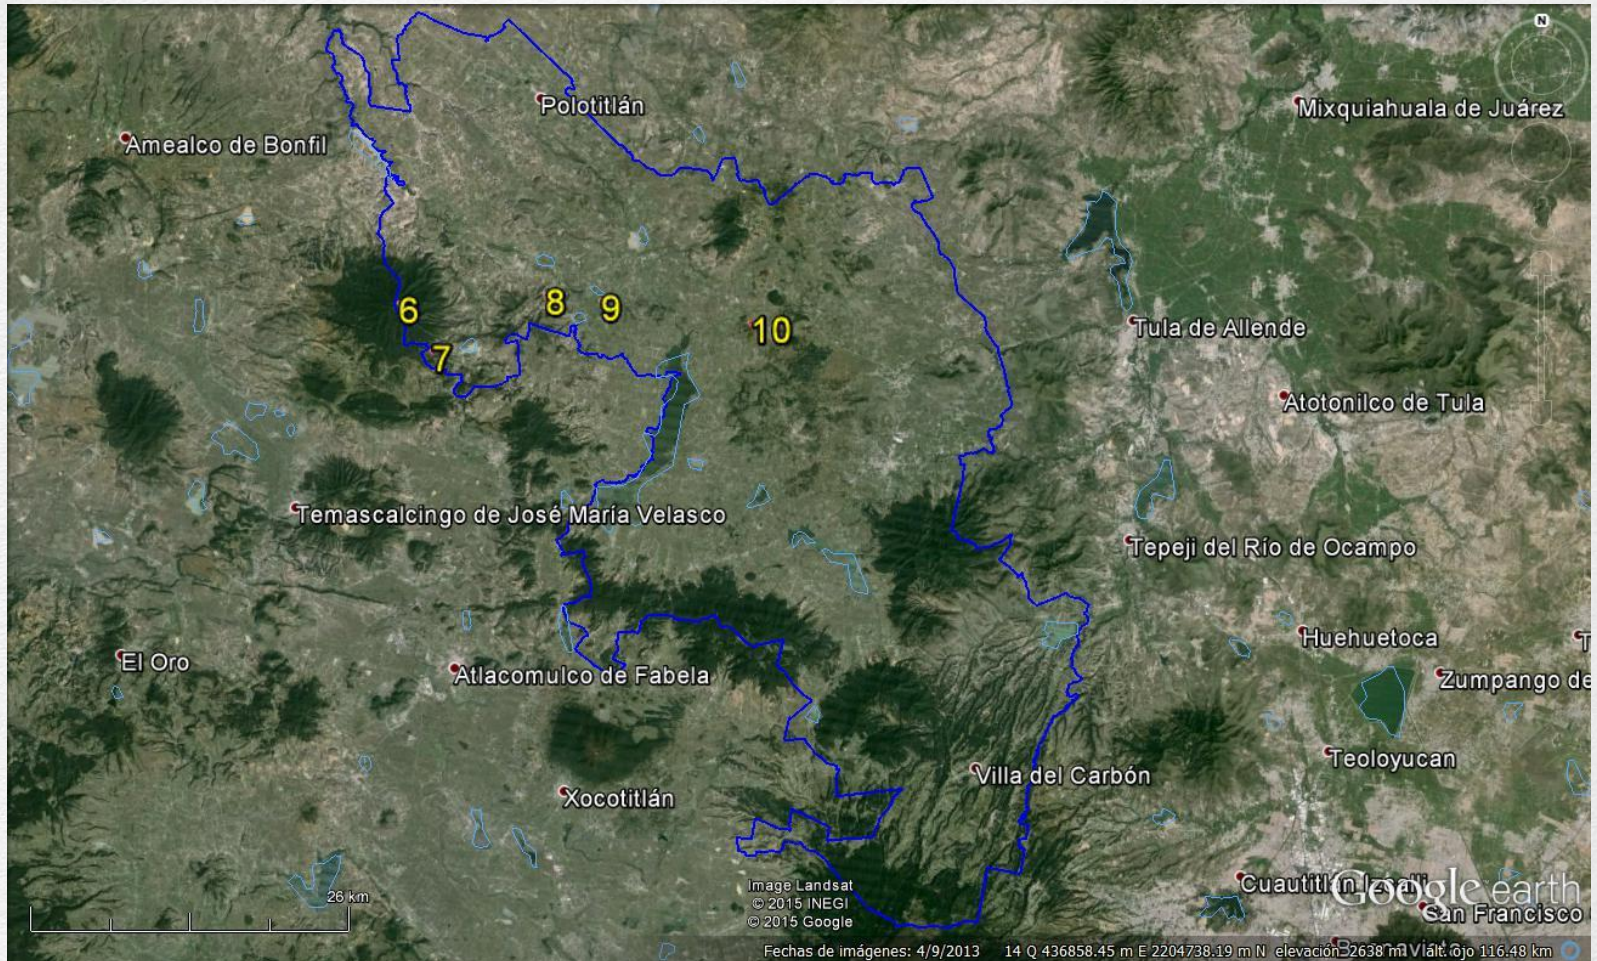 N
Polotitlán
Mixquiahuala de Juárez
Amealco de Bonfil
6
8
9
10
7
Tula de Allende
Atotonilco de Tula
Temascalcingo de José María Velasco
Tepeji del Río de Ocampo
Huehuetoca
T
El Oro
Atlacomulco de Fabela
Zumpango de
Teoloyucan
Villa del Carbón
Xocotitlán
26 km
Image Landsat
© 2015 INEGI
© 2015 Google
Cuautitlán Izcalli
Google earth
San Francisco
Fechas de imágenes: 4/9/2013 14 Q 436858.45 m E 2204738.19 m N elevación 2638 m alt. ojo 116.48 km